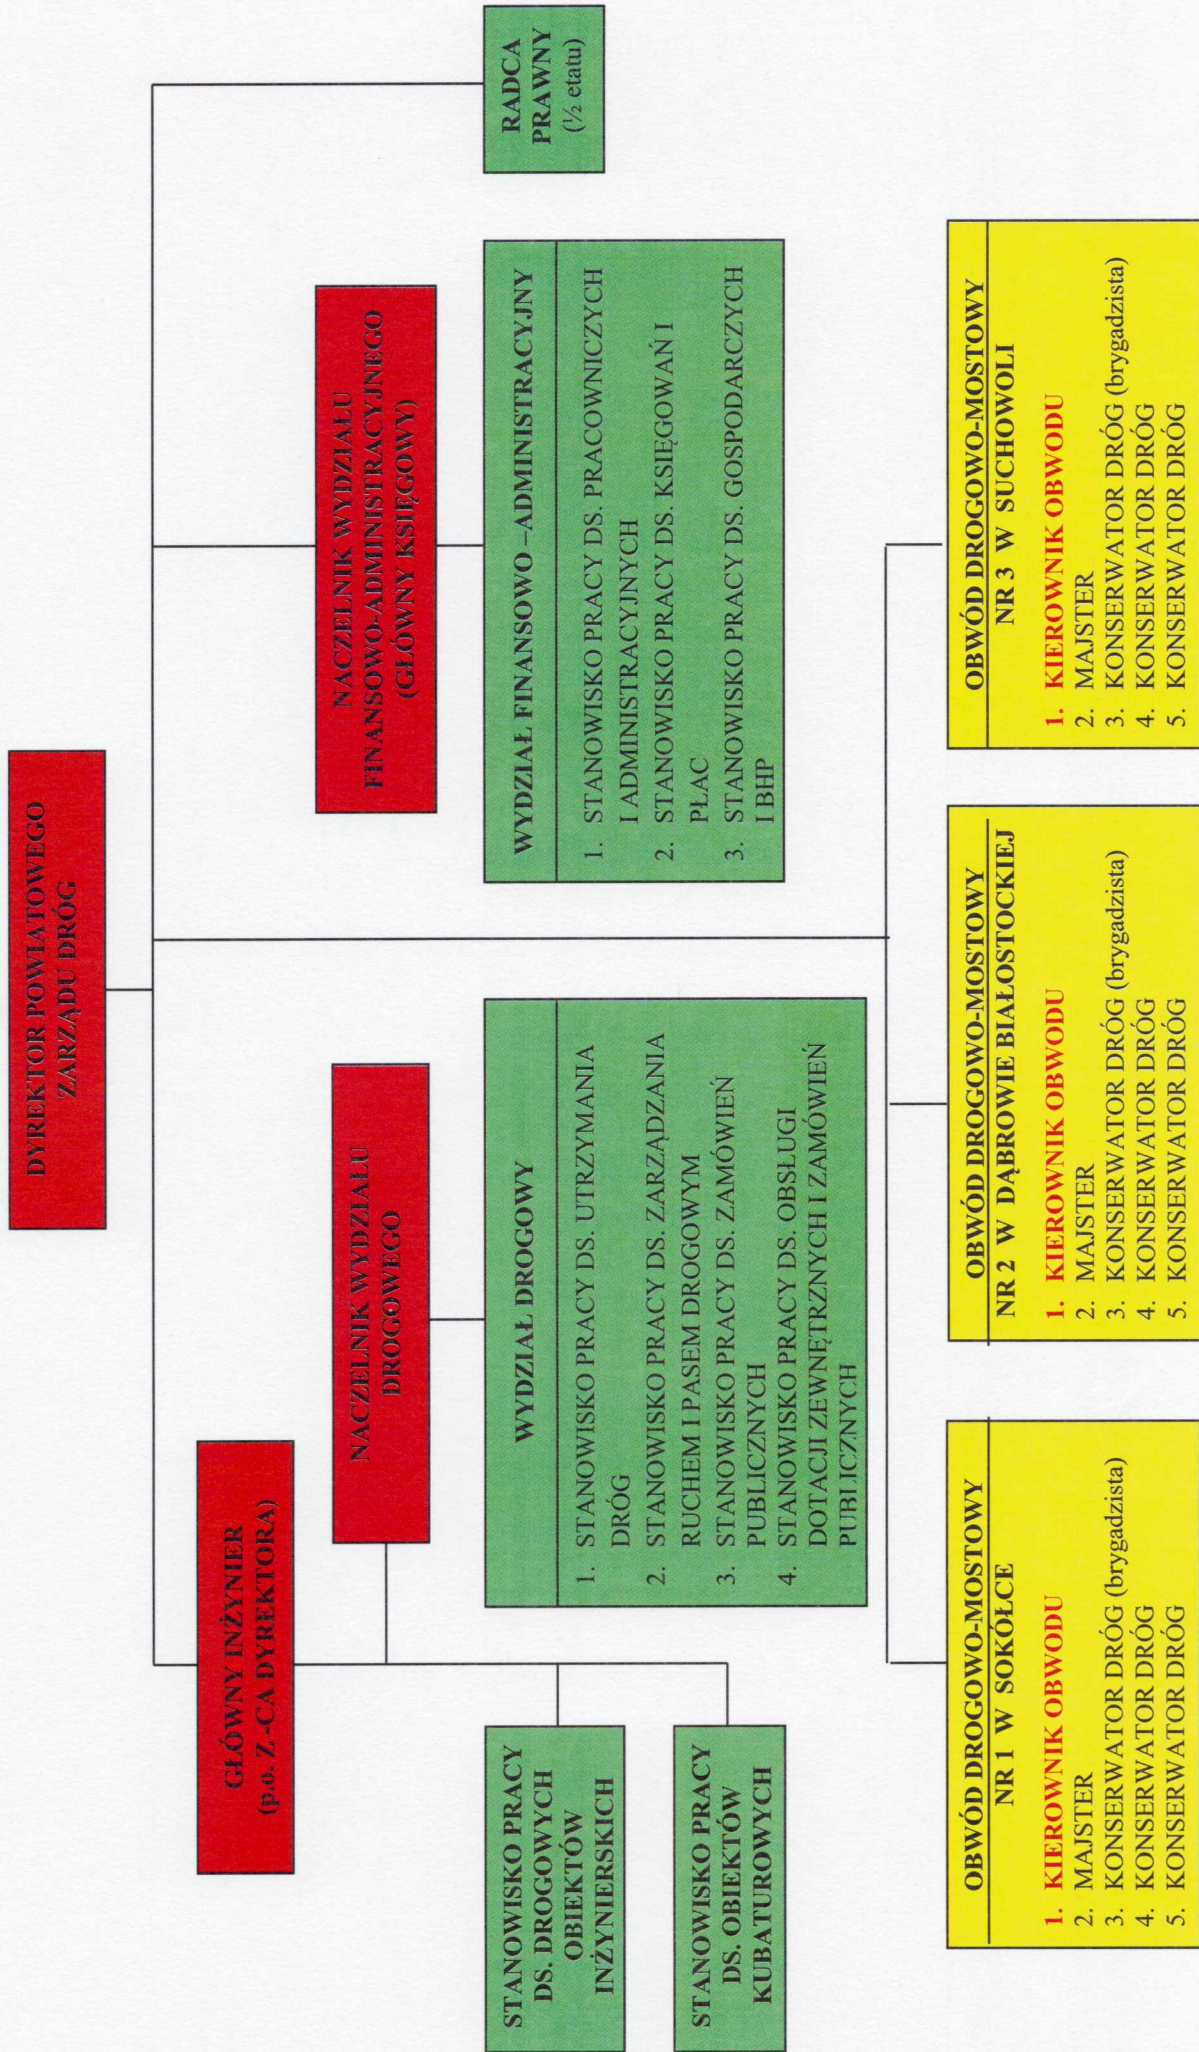 DYREKTOR POWIATOWEGO
ZARZĄDU DRÓG
GŁÓWNY INŻYNIER
(p.o. Z -CA DYREKTORA)
NACZELNIK WYDZIAŁU
DROGOWEGO
NACZELNIK WYDZIAŁU
FINANSOWO-ADMINISTRACYJNEGO
(GŁÓWNY KSIĘGOWY)
STANOWISKO PRACY
DS. DROGOWYCH
OBIEKTÓW
INŻYNIERSKICH
STANOWISKO PRACY
DS. OBIEKTÓW
KUBATUROWYCH
WYDZIAŁ DROGOWY
1. STANOWISKO PRACY DS. UTRZYMANIA
DRÓG
2. STANOWISKO PRACY DS. ZARZĄDZANIA
RUCHEM I PASEM DROGOWYM
3. STANOWISKO PRACY DS. ZAMÓWIEŃ
PUBLICZNYCH
4. STANOWISKO PRACY DS. OBSŁUGI
DOTACJI ZEWNĘTRZNYCH I ZAMÓWIEŃ
PUBLICZNYCH
WYDZIAŁ FINANSOWO –ADMINISTRACYJNY
1. STANOWISKO PRACY DS. PRACOWNICZYCH
I ADMINISTRACYJNYCH
2. STANOWISKO PRACY DS. KSIĘGOWAŃ I
PŁAC
3. STANOWISKO PRACY DS. GOSPODARCZYCH
I BHP
RADCA
PRAWNY
(½ etatu)
OBWÓD DROGOWO-MOSTOWY
NR 1 W SOKÓŁCE
1. KIEROWNIK OBWODU
2. MAJSTER
3. KONSERWATOR DRÓG (brygadzista)
4. KONSERWATOR DRÓG
5. KONSERWATOR DRÓG
OBWÓD DROGOWO-MOSTOWY
NR 2 W DĄBROWIE BIAŁOSTOCKIEJ
1. KIEROWNIK OBWODU
2. MAJSTER
3. KONSERWATOR DRÓG (brygadzista)
4. KONSERWATOR DRÓG
5. KONSERWATOR DRÓG
OBWÓD DROGOWO-MOSTOWY
NR 3 W SUCHOWOLI
1. KIEROWNIK OBWODU
2. MAJSTER
3. KONSERWATOR DRÓG (brygadzista)
4. KONSERWATOR DRÓG
5. KONSERWATOR DRÓG